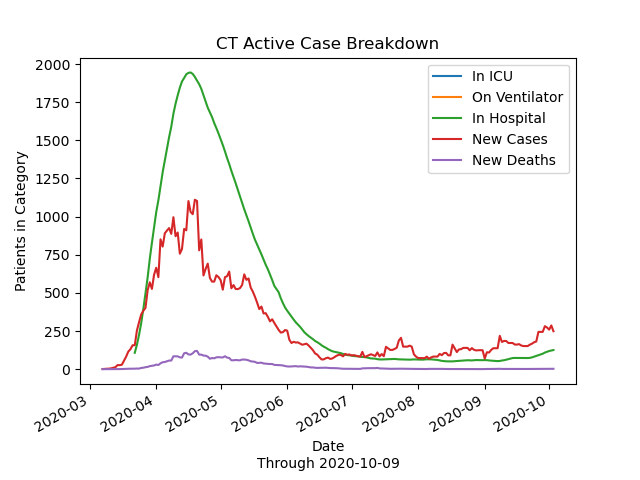 CT Active Case Breakdown
In ICU
On Ventilator
In Hospital
New Cases
New Deaths
Patients in Category
2000
1750
1500
1250
1000
750
500
250
0
2020-03
2020-04
2020-05
2020-06
2020-07
2020-08
2020-09
2020-10
Date
Through 2020-10-09